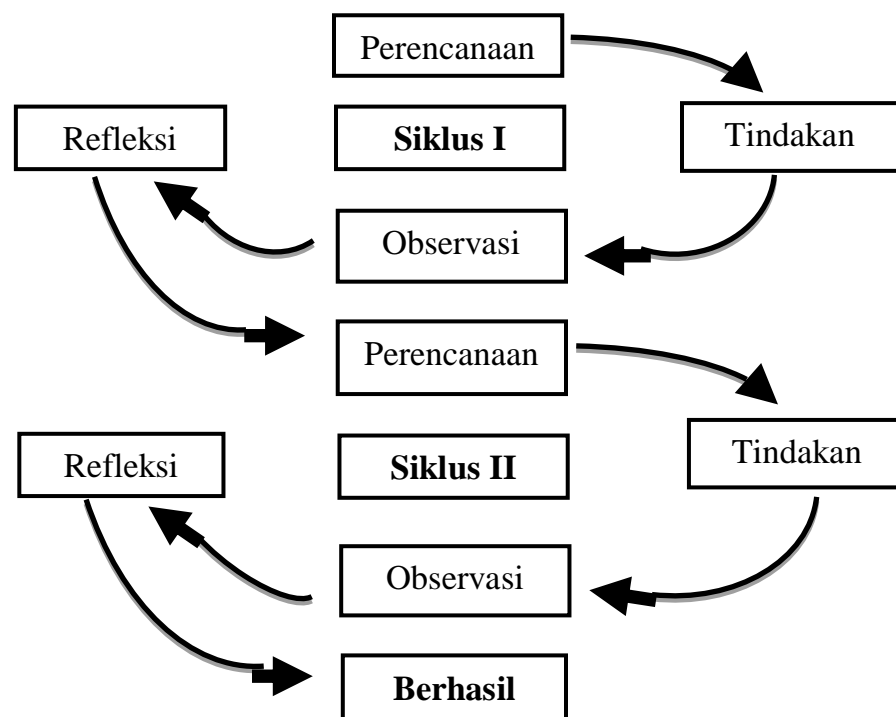 Perencanaan
Refleksi
Siklus I
Tindakan
Observasi
Perencanaan
Refleksi
Siklus II
Tindakan
Observasi
Berhasil